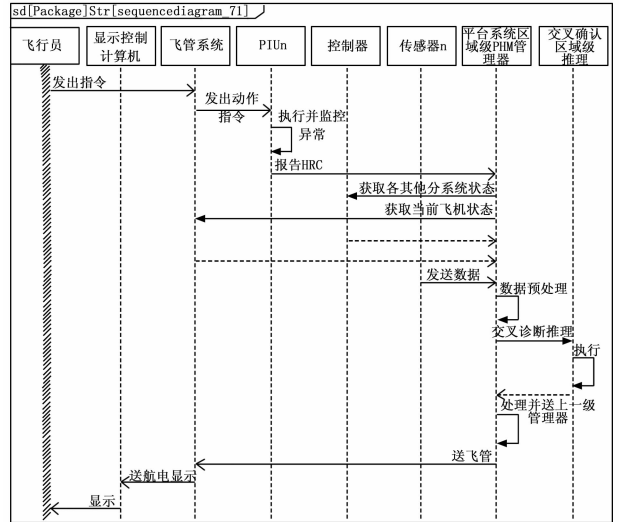 sd[Package]Str[sequencediagram_71]
飞行员
显示控制
计算机
飞管系统
PIUn
控制器
传感器n
平台系统区
域级PHM管
理器
交叉确认
区域级
推理
发出指令
发出动作
指令
执行并监控
异常
报告HRC
获取各其他分系统状态
获取当前飞机状态
发送数据
数据预处理
交叉诊断推理
执行
处理并送上一级
管理器
送飞管
送航电显示
显示